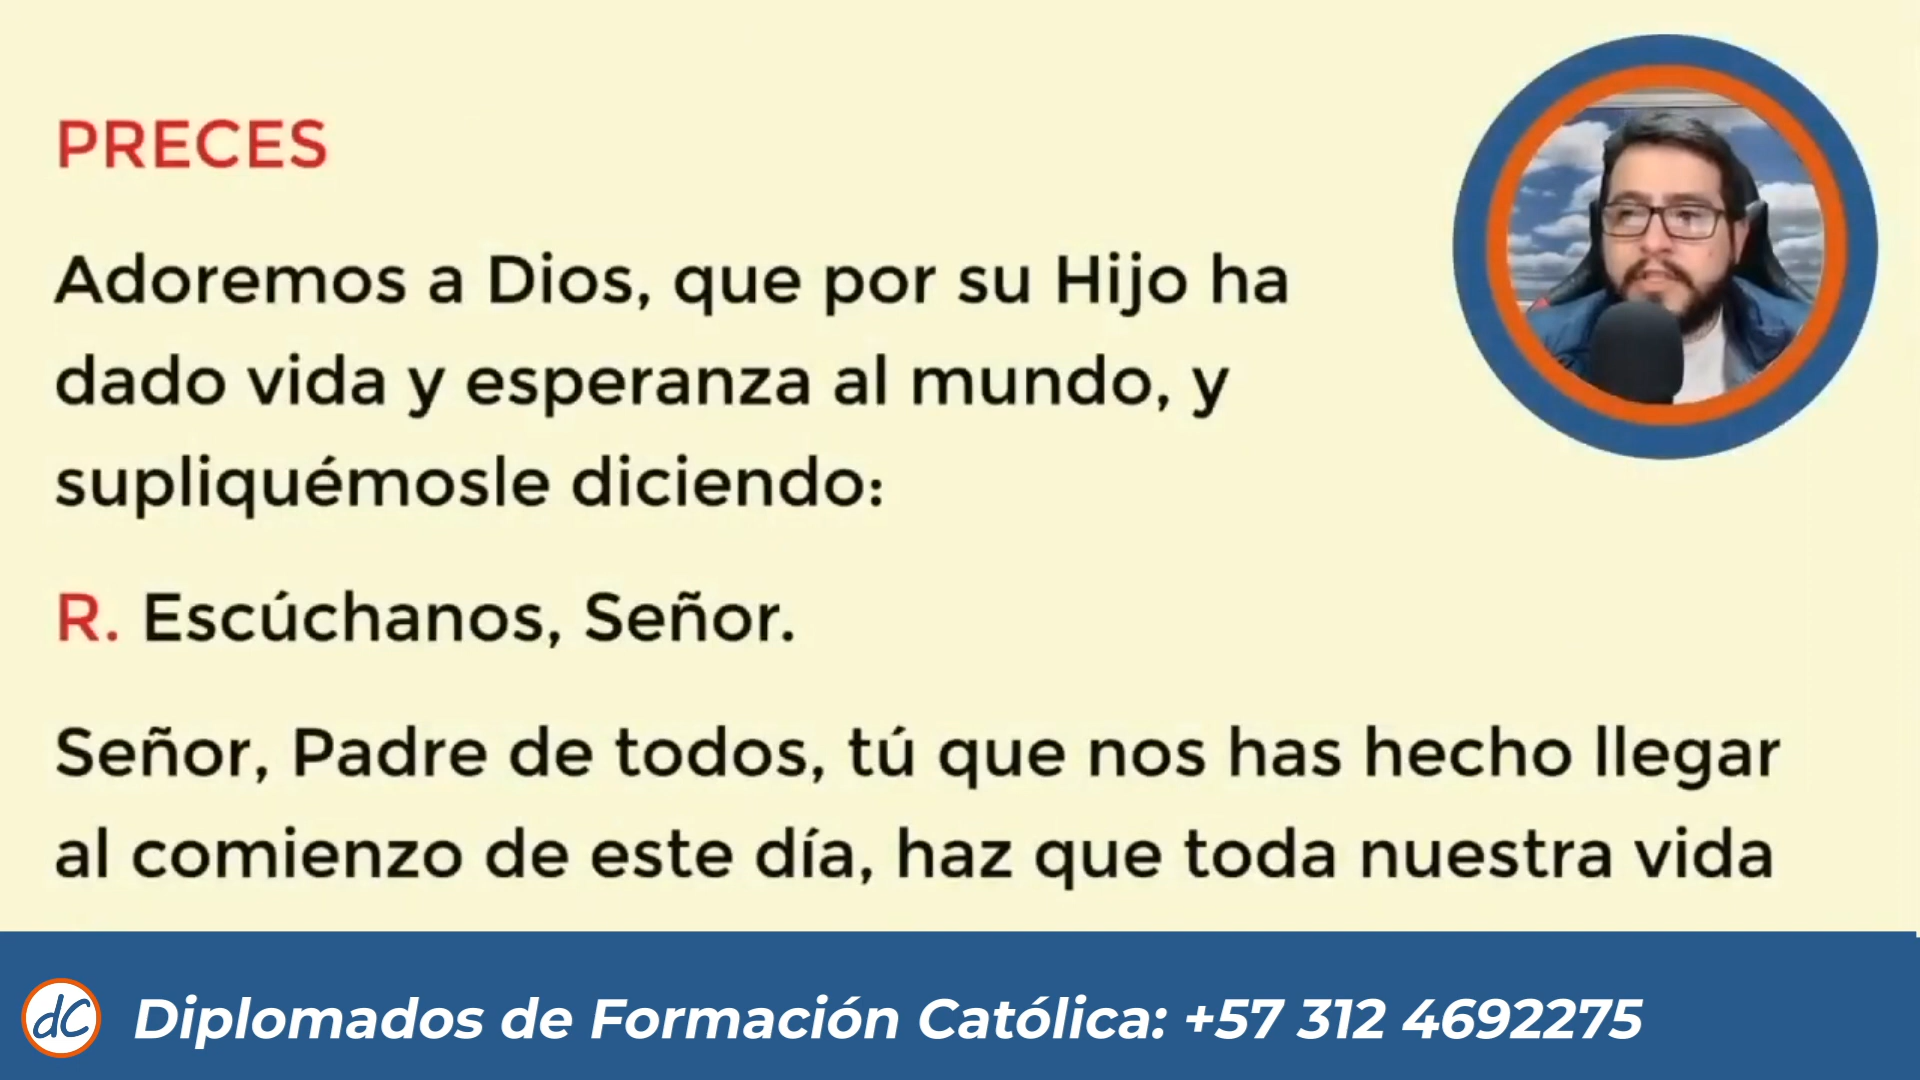 PRECES
Adoremos a Dios, que por su Hijo ha
dado vida y esperanza al mundo, y
supliquémosle diciendo:
R. Escúchanos, Señor.
Señor, Padre de todos, tú que nos has hecho llegar
al comienzo de este día, haz que toda nuestra vida
dC Diplomados de Formación Católica: +57 312 4692275